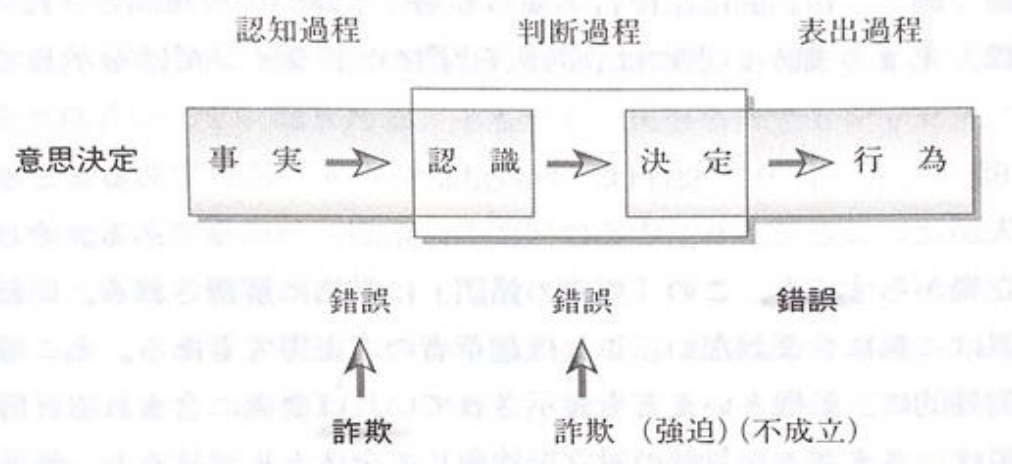 認知過程 判断過程 表出過程
意思決定 事実 認識 決定 行為
錯誤 錯誤 錯誤
詐欺 詐欺 (強迫) (不成立)